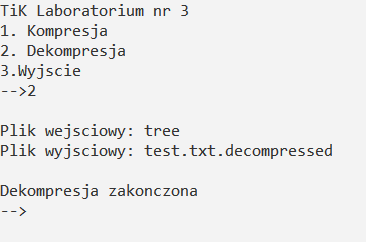 TiK Laboratorium nr 3
1. Kompresja
2. Dekompresja
3.Wyjscie
-->2
Plik wejsciowy: tree
Plik wyjsciowy: test.txt.decompressed
Dekompresja zakonczona
-->